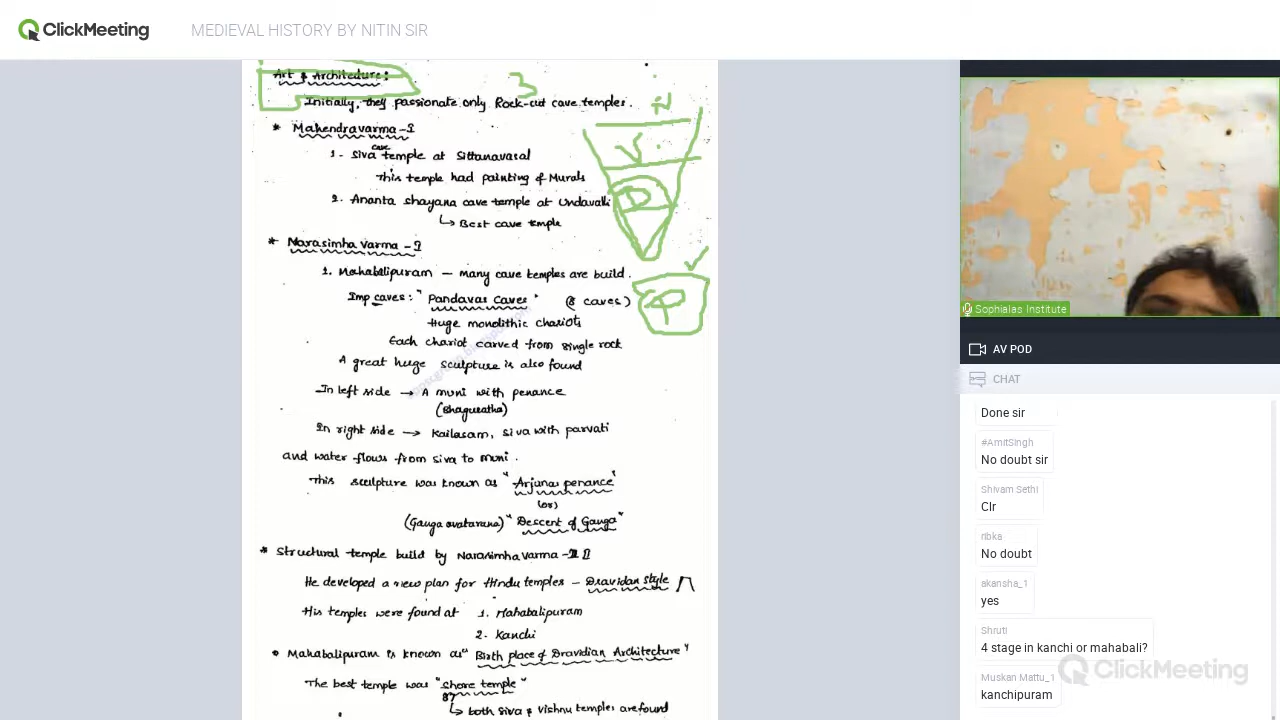 ClickMeeting
MEDIEVAL HISTORY BY NITIN SIR
Art & Architecture:
3
Initially, they passionate only Rock-cut cave temples.
N
* Mahendravarma-I
1. Siva cave temple at Sittanavasal
V
This temple had painting of Murals
2. Ananta shayana cave temple at Undavalli
D
↳ Best cave temple
* Narasimha Varma-I
1. Mahabalipuram – many cave temples are build.
Imp caves: "Pandavas Caves" (8 caves)
P
Huge monolithic chariots
Each chariot carved from single rock
A great huge sculpture is also found
In left side → A muni with penance
(Bhaguratha)
In right side → Kailasam, siva with parvati
and water flows from siva to muni.
This sculpture was known as "Arjunas penance"
(or)
(Ganga avatarana) "Descent of Ganga"
* Structural temple build by Narasimha Varma-II
He developed a new plan for Hindu temples – Dravidan style
His temples were found at 1. Mahabalipuram
2. Kanchi
* Mahabalipuram is known as "Birth place of Dravidian Architecture"
The best temple was "shore temple"
↳ both Siva & Vishnu temples are found
Sophialas Institute
AV POD
CHAT
Done sir
#AmitSingh
No doubt sir
Shivam Sethi
Clr
ribka
No doubt
akansha_1
yes
Shruti
4 stage in kanchi or mahabali?
Muskan Mattu_1
kanchipuram
ClickMeeting